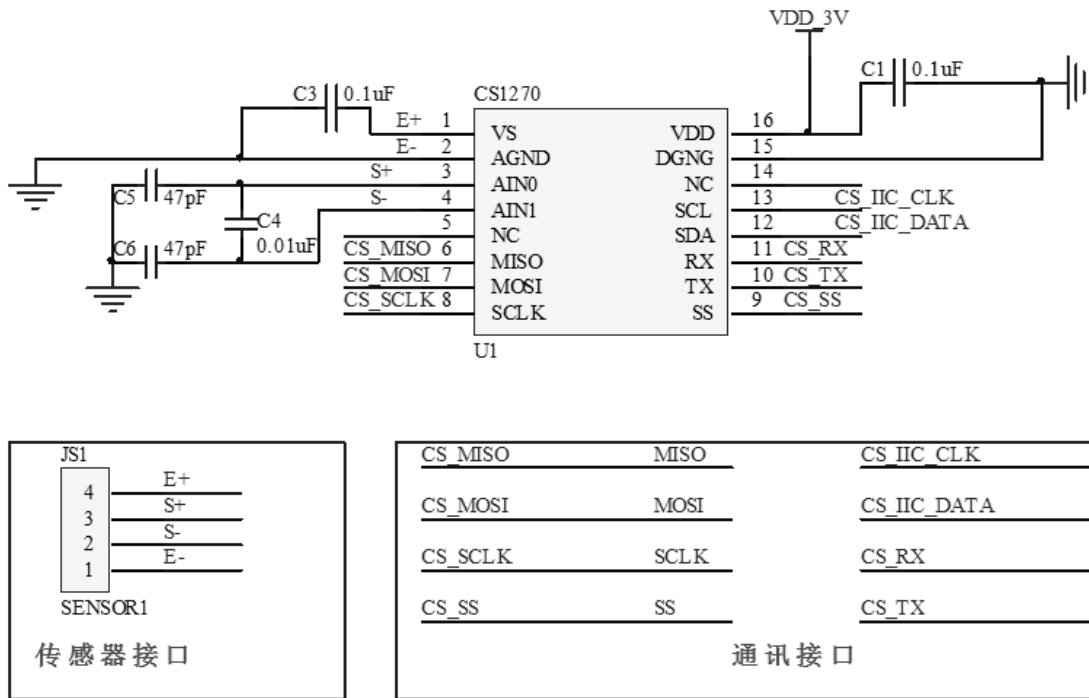 VDD_3V
C1 0.1uF
C3 0.1uF
CS1270
E+ 1 VS VDD 16
E- 2 AGND DGNG 15
S+ 3 AIN0 NC 14
S- 4 AIN1 SCL 13 CS_IIC_CLK
5 NC SDA 12 CS_IIC_DATA
CS_MISO 6 MISO RX 11 CS_RX
CS_MOSI 7 MOSI TX 10 CS_TX
CS_SCLK 8 SCLK SS 9 CS_SS
C5 47pF
C4
0.01uF
C6 47pF
U1
JS1
4 E+
3 S+
2 S-
1 E-
SENSOR1
传感器接口
CS_MISO MISO CS_IIC_CLK
CS_MOSI MOSI CS_IIC_DATA
CS_SCLK SCLK CS_RX
CS_SS SS CS_TX
通讯接口